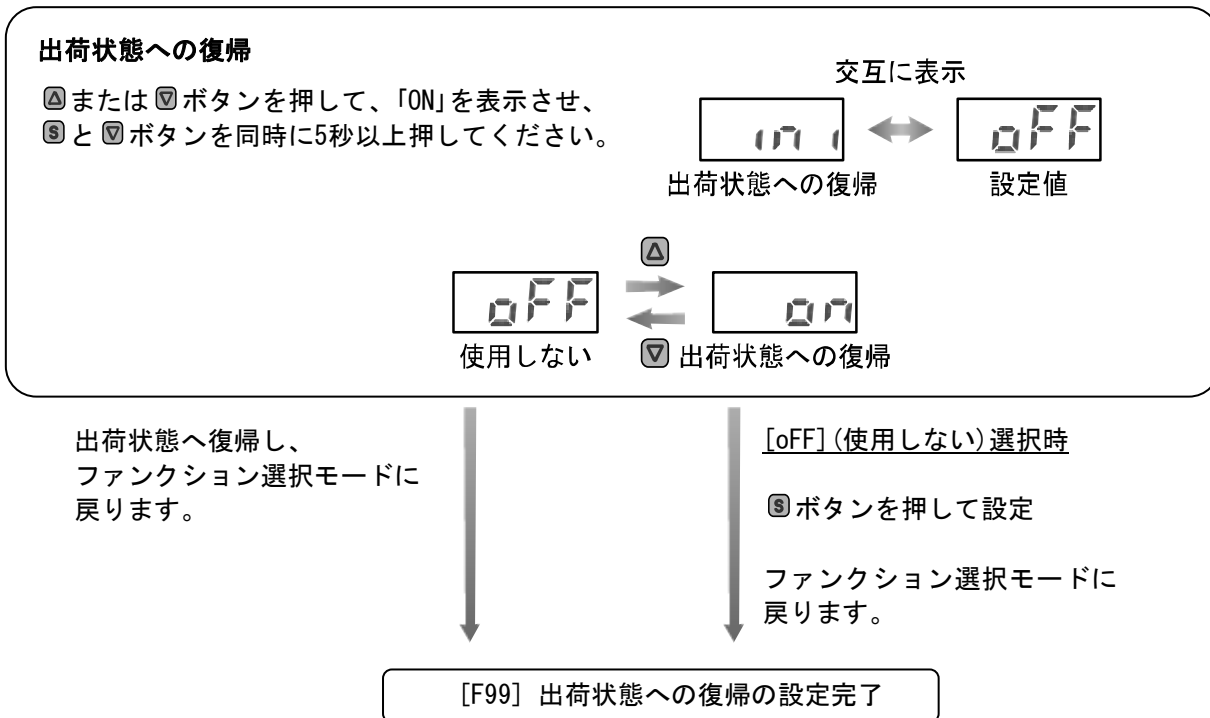 出荷状態への復帰
△または▽ボタンを押して、「ON」を表示させ、
Sと▽ボタンを同時に5秒以上押してください。
交互に表示
ini
oFF
出荷状態への復帰
設定値
△
oFF
on
使用しない
▽
出荷状態への復帰
出荷状態へ復帰し、
ファンクション選択モードに
戻ります。
[oFF](使用しない)選択時
Sボタンを押して設定
ファンクション選択モードに
戻ります。
[F99] 出荷状態への復帰の設定完了